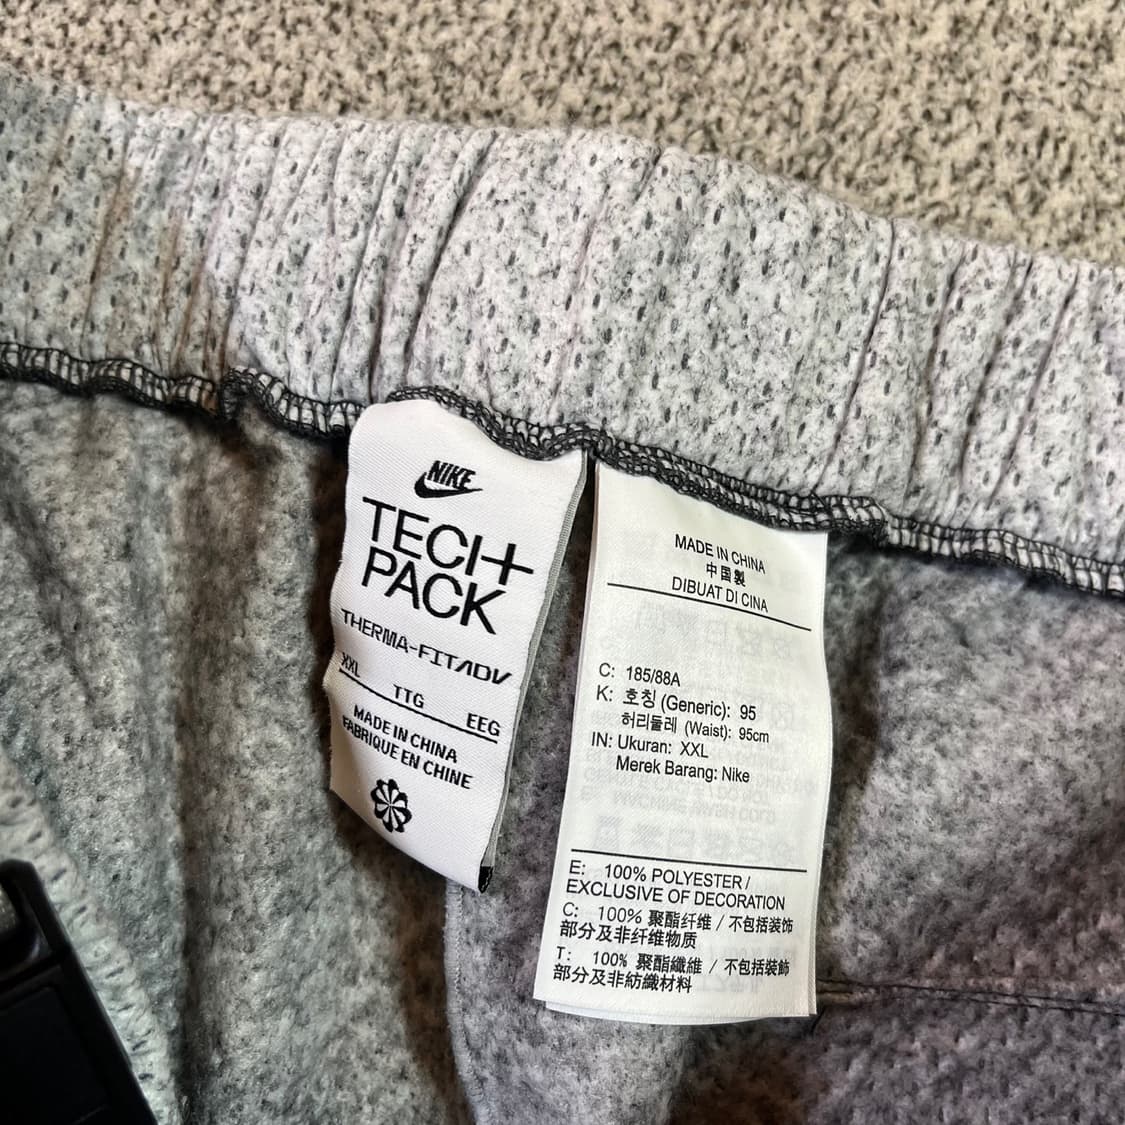 NIKE
TECH
PACK
THERMA-FIT ADV
XXL TTG EEG
MADE IN CHINA
FABRIQUE EN CHINE
MADE IN CHINA
中国製
DIBUAT DI CINA
C: 185/88A
K: 호칭 (Generic): 95
허리둘레 (Waist): 95cm
IN: Ukuran: XXL
Merek Barang: Nike
E: 100% POLYESTER /
EXCLUSIVE OF DECORATION
C: 100% 聚酯纤维 / 不包括装饰
部分及非纤维物质
T: 100% 聚酯纖維 / 不包括裝飾
部分及非紡織材料